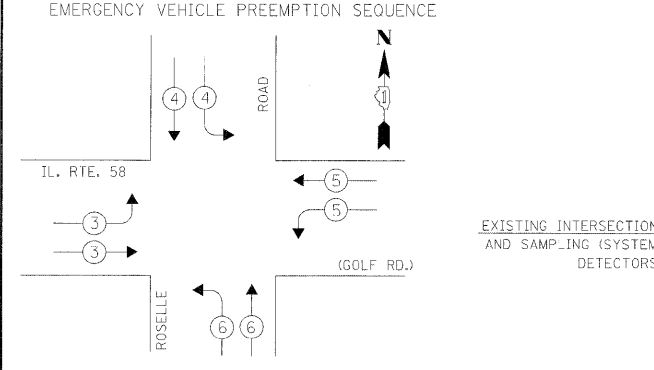 EMERGENCY VEHICLE PREEMPTION SEQUENCE
N
4 4
ROAD
1
IL. RTE. 58
5
3
5
3
EXISTING INTERSECTION
AND SAMPLING (SYSTEM
DETECTORS
(GOLF RD.)
ROSELLE
6 6